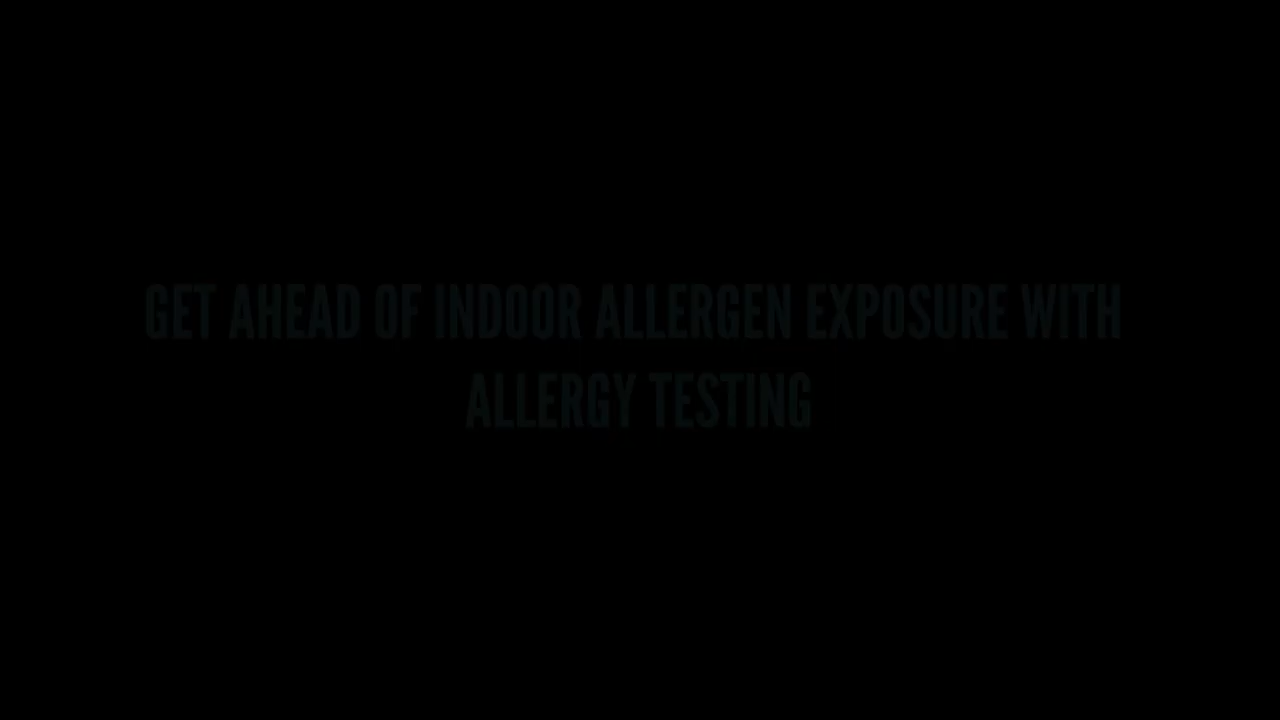 GET AHEAD OF INDOOR ALLERGEN EXPOSURE WITH
ALLERGY TESTING